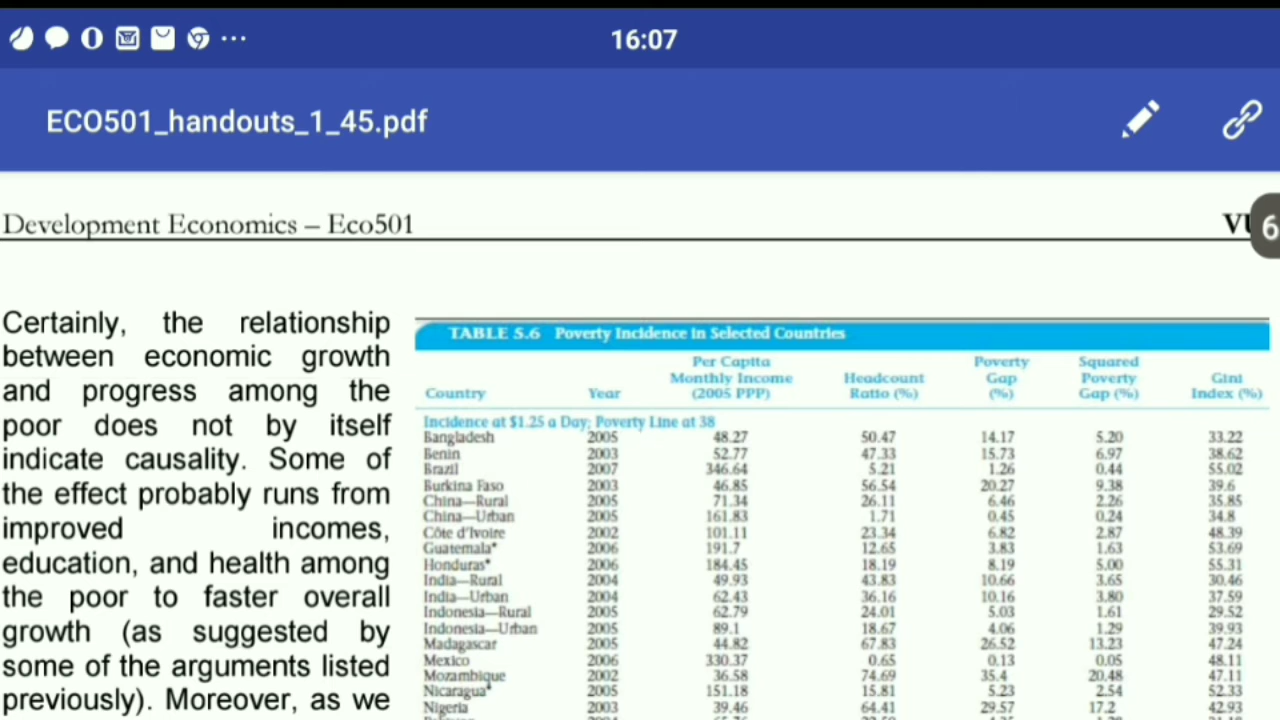 16:07
ECO501_handouts_1_45.pdf
Development Economics – Eco501
6
Certainly, the relationship
between economic growth
and progress among the
poor does not by itself
indicate causality. Some of
the effect probably runs from
improved incomes,
education, and health among
the poor to faster overall
growth (as suggested by
some of the arguments listed
previously). Moreover, as we
TABLE 5.6 Poverty Incidence in Selected Countries
Country Year Per Capita Monthly Income (2005 PPP) Headcount Ratio (%) Poverty Gap (%) Squared Poverty Gap (%) Gini Index (%)
Incidence at $1.25 a Day; Poverty Line at 38
Bangladesh 2005 48.27 50.47 14.17 5.20 33.22
Benin 2003 52.77 47.33 15.73 6.97 38.62
Brazil 2007 346.64 5.21 1.26 0.44 55.02
Burkina Faso 2003 46.85 56.54 20.27 9.38 39.6
China—Rural 2005 71.34 26.11 6.46 2.26 35.85
China—Urban 2005 161.83 1.71 0.45 0.24 34.8
Côte d'Ivoire 2002 101.11 23.34 6.82 2.87 48.39
Guatemala* 2006 191.7 12.65 3.83 1.63 53.69
Honduras* 2006 184.45 18.19 8.19 5.00 55.31
India—Rural 2004 49.93 43.83 10.66 3.65 30.46
India—Urban 2004 62.43 36.16 10.16 3.80 37.59
Indonesia—Rural 2005 62.79 24.01 5.03 1.61 29.52
Indonesia—Urban 2005 89.1 18.67 4.06 1.29 39.93
Madagascar 2005 44.82 67.83 26.52 13.23 47.24
Mexico 2006 330.37 0.65 0.13 0.05 48.11
Mozambique 2002 36.58 74.69 35.4 20.48 47.11
Nicaragua* 2005 151.18 15.81 5.23 2.54 52.33
Nigeria 2003 39.46 64.41 29.57 17.2 42.93